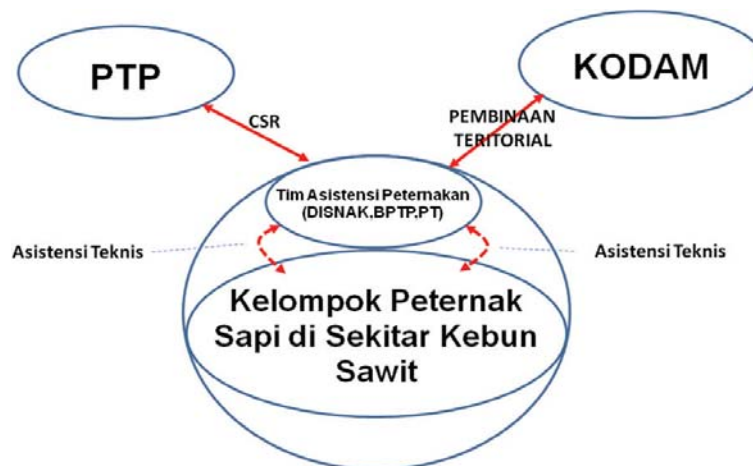 PTP
KODAM
CSR
PEMBINAAN
TERITORIAL
Tim Asistensi Peternakan
(DISNAK,BPTP,PT)
Asistensi Teknis
Asistensi Teknis
Kelompok Peternak
Sapi di Sekitar Kebun
Sawit